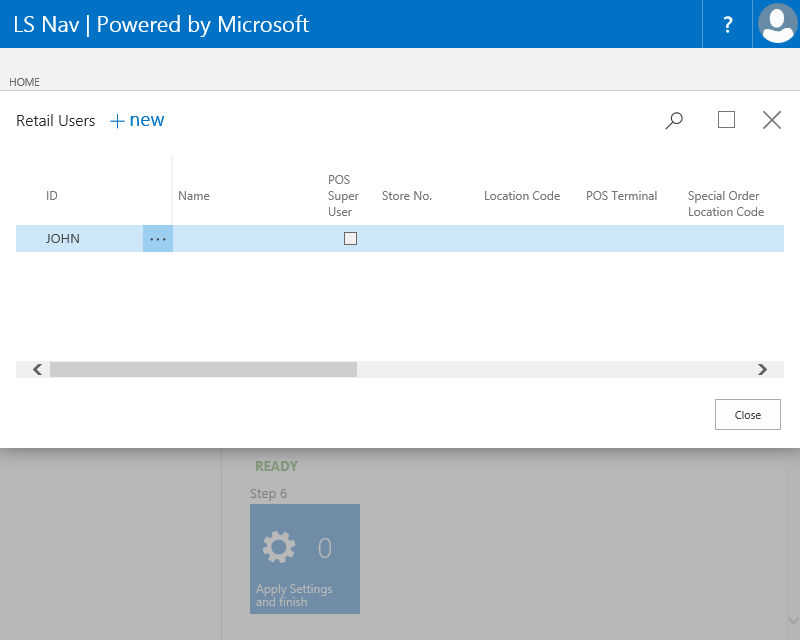 LS Nav | Powered by Microsoft
?
HOME
Retail Users + new
ID Name POS Super User Store No. Location Code POS Terminal Special Order Location Code
JOHN ...
Close
READY
Step 6
0
Apply Settings
and finish